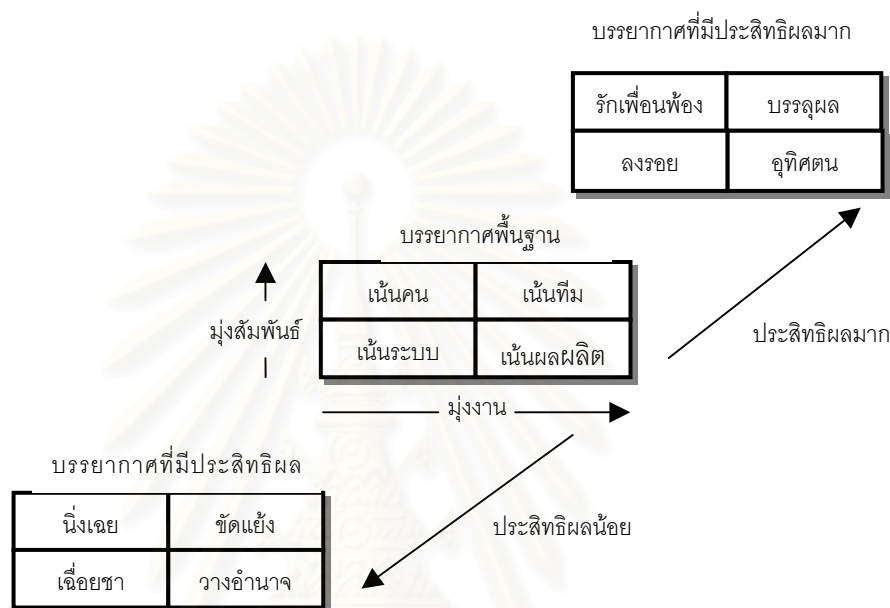 บรรยากาศที่มีประสิทธิผลมาก
รักเพื่อนพ้อง บรรลุผล
ลงรอย อุทิศตน
บรรยากาศพื้นฐาน
เน้นคน เน้นทีม
มุ่งสัมพันธ์
เน้นระบบ เน้นผลผลิต
ประสิทธิผลมาก
มุ่งงาน
บรรยากาศที่มีประสิทธิผล
นิ่งเฉย ขัดแย้ง
ประสิทธิผลน้อย
เฉื่อยชา วางอำนาจ